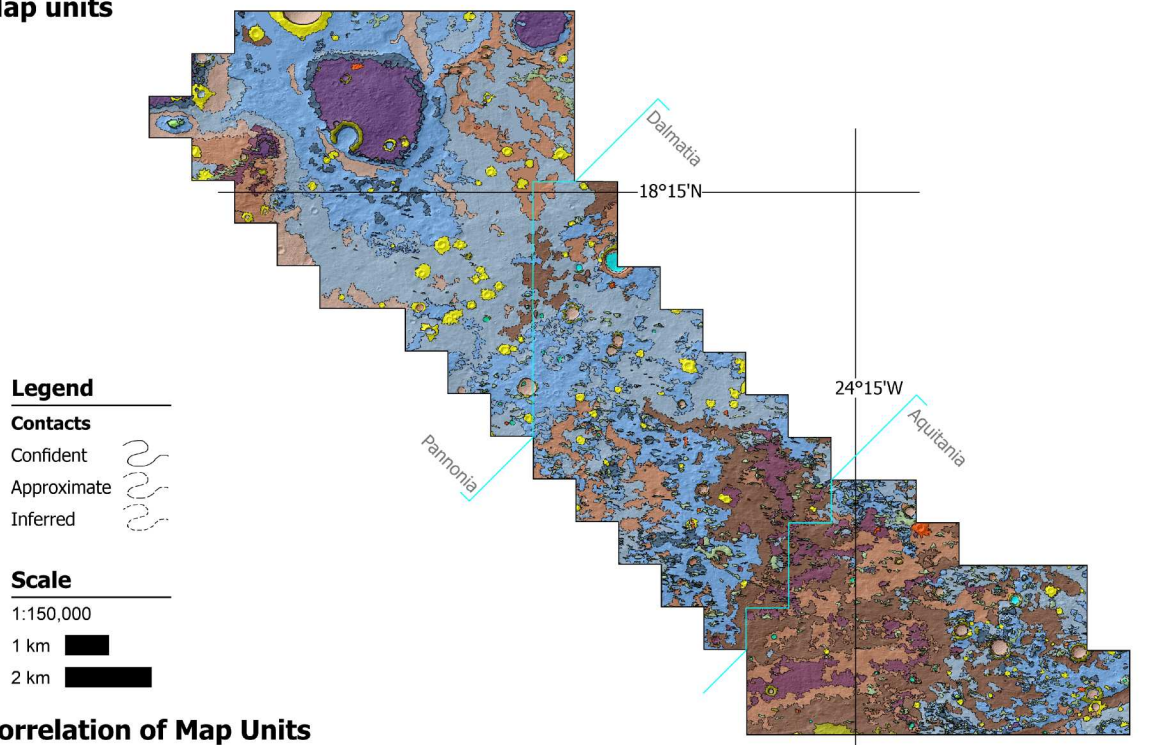 ap units
Dalmatia
18°15'N
24°15'W
Pannonia
Aquitania
Legend
Contacts
Confident
Approximate
Inferred
Scale
1:150,000
1 km
2 km
orrelation of Map Units